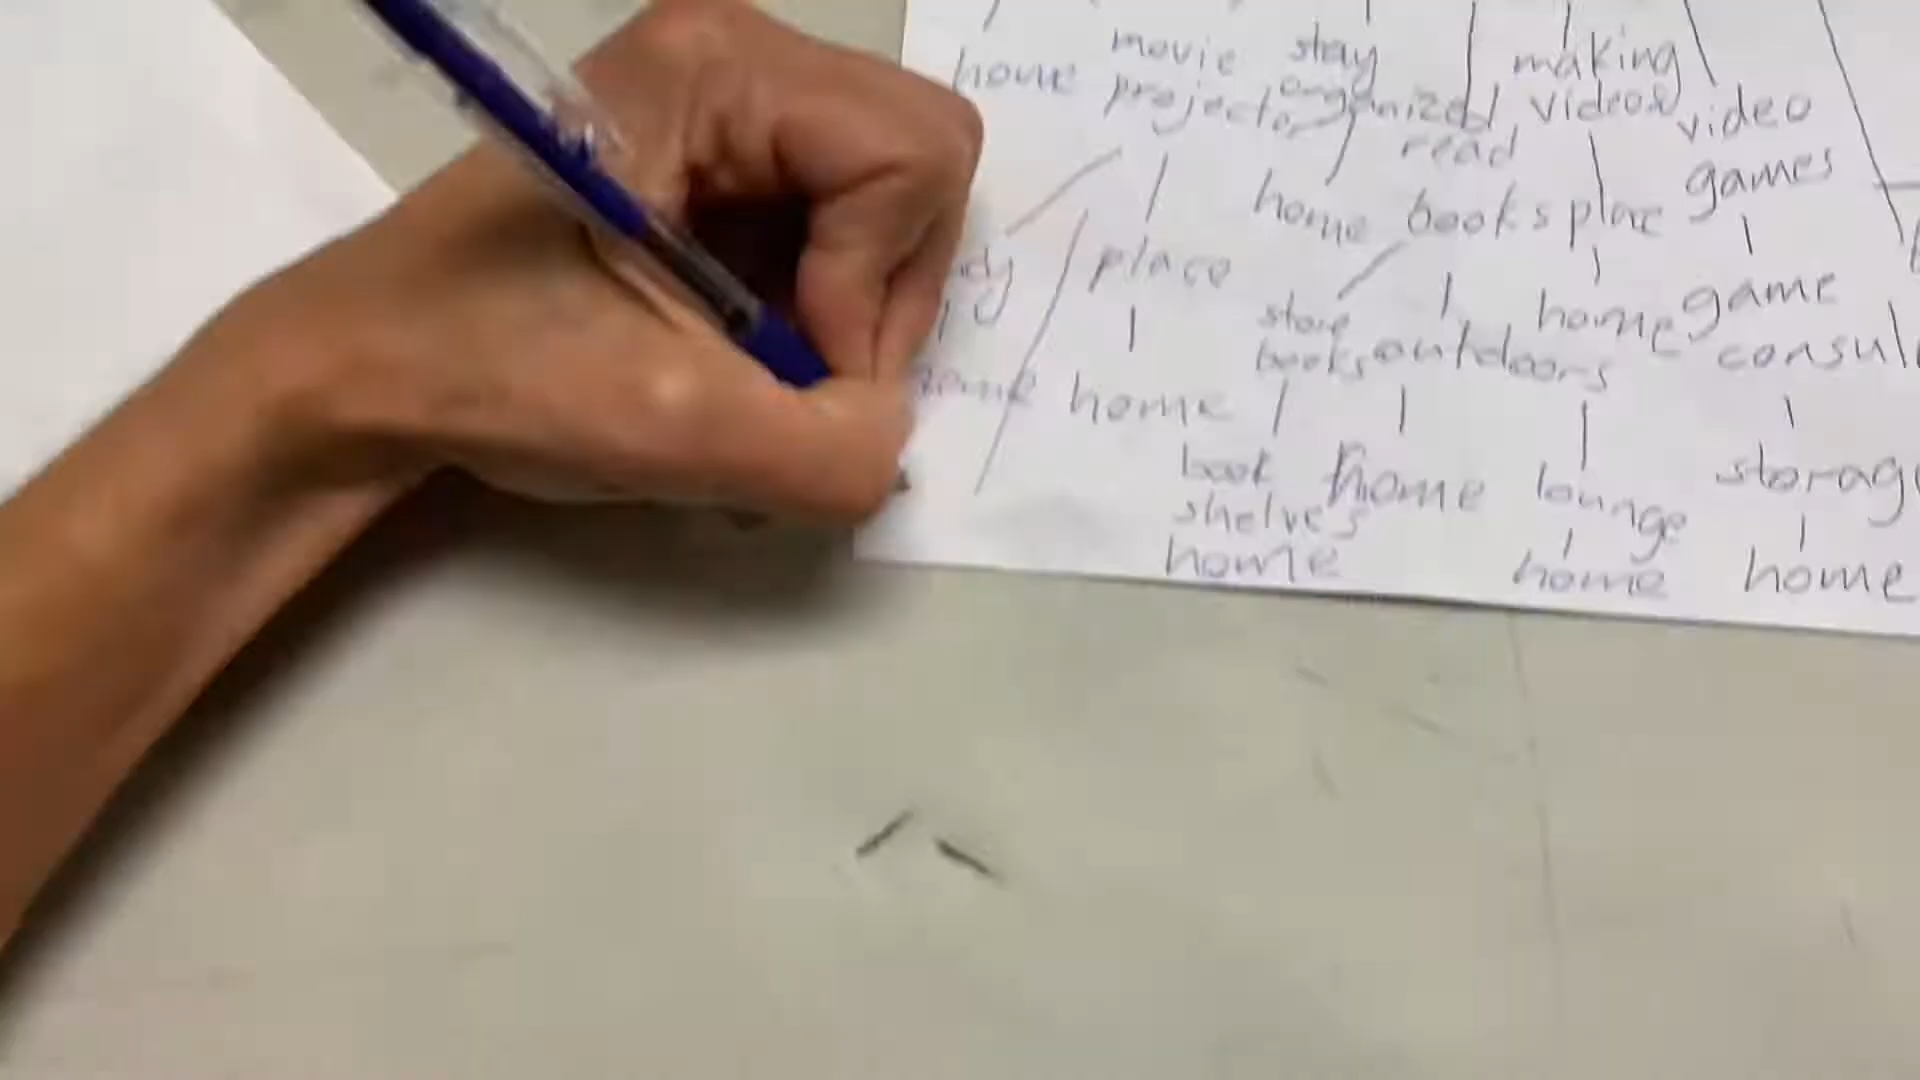 home
movie
projector
stay
organized
making
videos
video
games
read
books
home
place
home
place
home
game
store
books
outdoors
home
book
shelves
home
lounge
home
storage
home